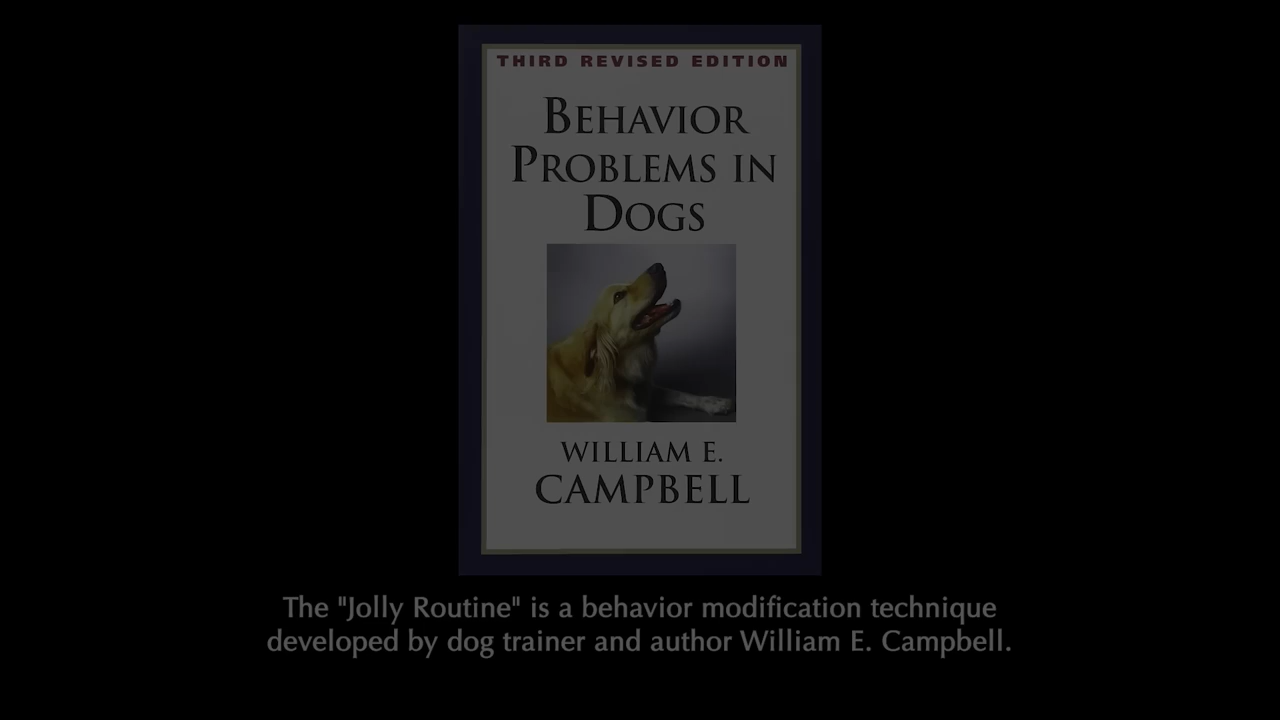 THIRD REVISED EDITION
BEHAVIOR
PROBLEMS IN
DOGS
WILLIAM E.
CAMPBELL
The "Jolly Routine" is a behavior modification technique
developed by dog trainer and author William E. Campbell.